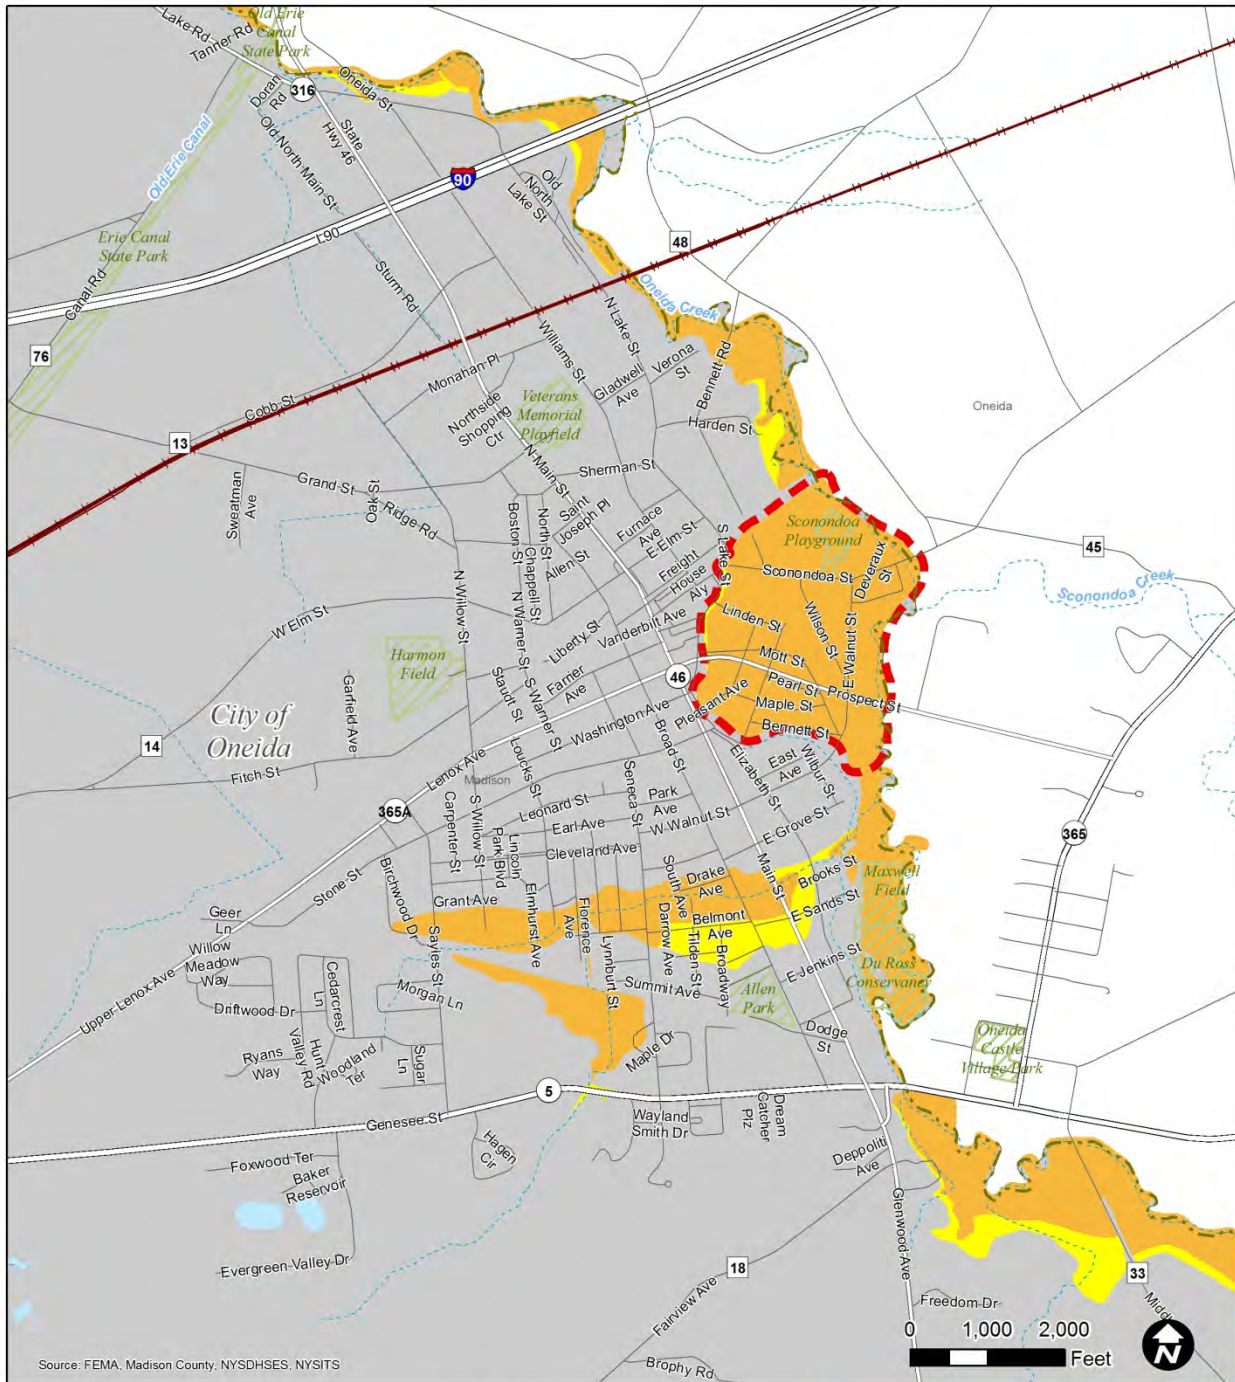 Lake Rd
Tanner Rd
Old Erie
Canal
State Park
Doran
Rd
316
Oneida St
State
Hwy 46
Old North Main St
Old Erie Canal
90
I-90
Old
North
Lake St
Erie Canal
State Park
Canal Rd
76
Sturm Rd
48
Oneida Creek
N Lake St
Williams St
Monahan Pl
Gladwell
Ave
Verona
St
Bennett Rd
Cobb St
13
Northside
Shopping
Ctr
Veterans
Memorial
Playfield
Harden St
Oneida
N Main St
Sherman St
Sweatman
Ave
Grand St
Oak St
Ridge Rd
Boston St
North St
Saint
Joseph Pl
Furnace
Ave
E Elm St
S Lake St
Sconondoa
Playground
45
Chappell St
Allen St
Freight
House
Aly
Sconondoa St
Deveraux
St
Sconondoa Creek
N Willow St
N Warner St
W Elm St
Liberty St
Vanderbilt Ave
Linden St
Wilson St
E Walnut St
Harmon
Field
Staudt St
S Warner St
Farner
Ave
46
Mott St
Pearl St
Prospect St
Garfield Ave
City of
Oneida
14
Washington Ave
Pleasant Ave
Maple St
Bennett St
Fitch St
Lenox Ave
Madison
Loucks St
Broad St
Elizabeth St
East
Ave
Wilbur St
365A
Carpenter St
S Willow St
Leonard St
Seneca St
Park
Ave
W Walnut St
E Grove St
365
Earl Ave
Lincoln
Park Blvd
Cleveland Ave
Stone St
Birchwood Dr
Grant Ave
Elmhurst Ave
Florence
Ave
South Ave
Drake
Ave
Main St
Brooks St
Maxwell
Field
Geer
Ln
Sayles St
Lynnburt St
Darrow Ave
Tilden St
Belmont
Ave
Broadway
E Sands St
Willow
Meadow
Way
Upper Lenox Ave
Cedarcrest
Ln
Driftwood Dr
Morgan Ln
Summit Ave
Allen
Park
E Jenkins St
Du Ross
Conservancy
Ryans
Way
Hunt
Valley Rd
Woodland
Ter
Sugar
Ln
Maple Dr
Dodge
St
Oneida
Castle
Village Park
5
Genesee St
Hagen
Cir
Wayland
Smith Dr
Dream
Catcher
Plz
Deppoliti
Ave
Foxwood Ter
Baker
Reservoir
Glenwood Ave
Evergreen Valley Dr
18
33
Fairview Ave
Freedom Dr
Middl
0 1,000 2,000
Feet
N
Brophy Rd
Source: FEMA, Madison County, NYSDHSES, NYSITS